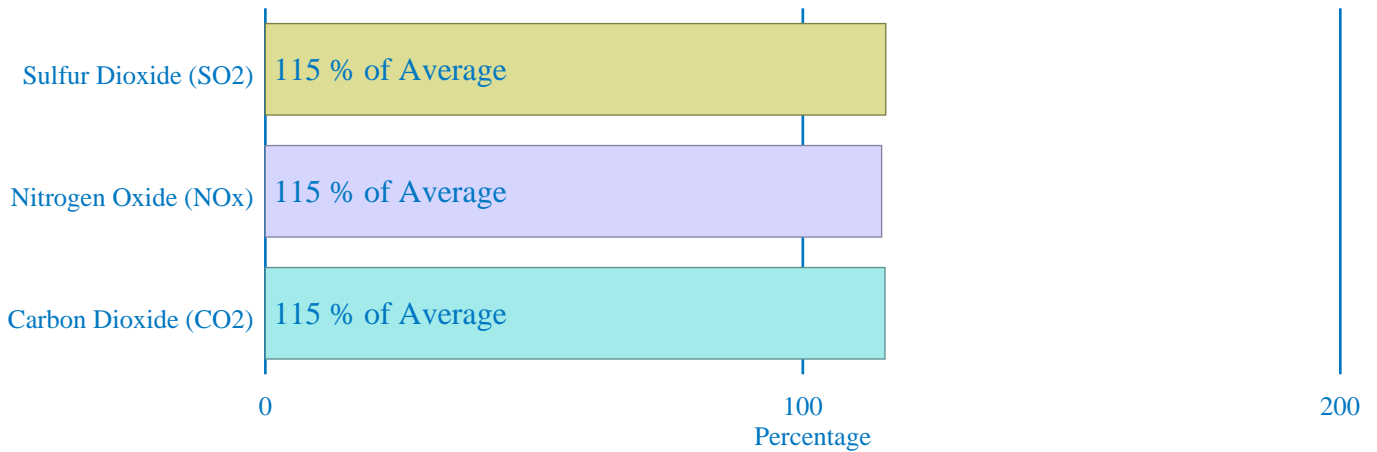 Sulfur Dioxide (SO2)
115 % of Average
Nitrogen Oxide (NOx)
115 % of Average
Carbon Dioxide (CO2)
115 % of Average
0
100
200
Percentage